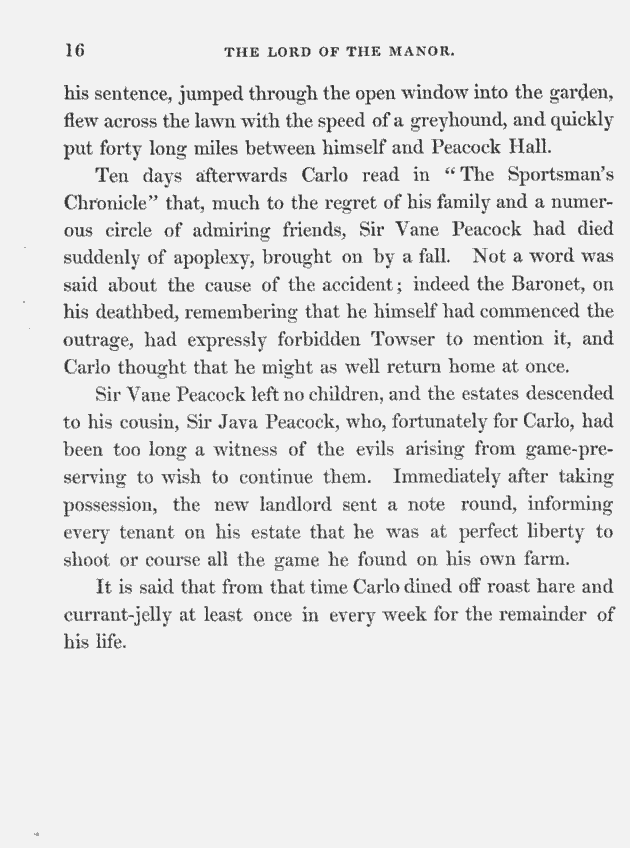 16 THE LORD OF THE MANOR.
his sentence, jumped through the open window into the garden,
flew across the lawn with the speed of a greyhound, and quickly
put forty long miles between himself and Peacock Hall.
Ten days afterwards Carlo read in “The Sportsman’s
Chronicle” that, much to the regret of his family and a numer-
ous circle of admiring friends, Sir Vane Peacock had died
suddenly of apoplexy, brought on by a fall. Not a word was
said about the cause of the accident; indeed the Baronet, on
his deathbed, remembering that he himself had commenced the
outrage, had expressly forbidden Towser to mention it, and
Carlo thought that he might as well return home at once.
Sir Vane Peacock left no children, and the estates descended
to his cousin, Sir Java Peacock, who, fortunately for Carlo, had
been too long a witness of the evils arising from game-pre-
serving to wish to continue them. Immediately after taking
possession, the new landlord sent a note round, informing
every tenant on his estate that he was at perfect liberty to
shoot or course all the game he found on his own farm.
It is said that from that time Carlo dined off roast hare and
currant-jelly at least once in every week for the remainder of
his life.